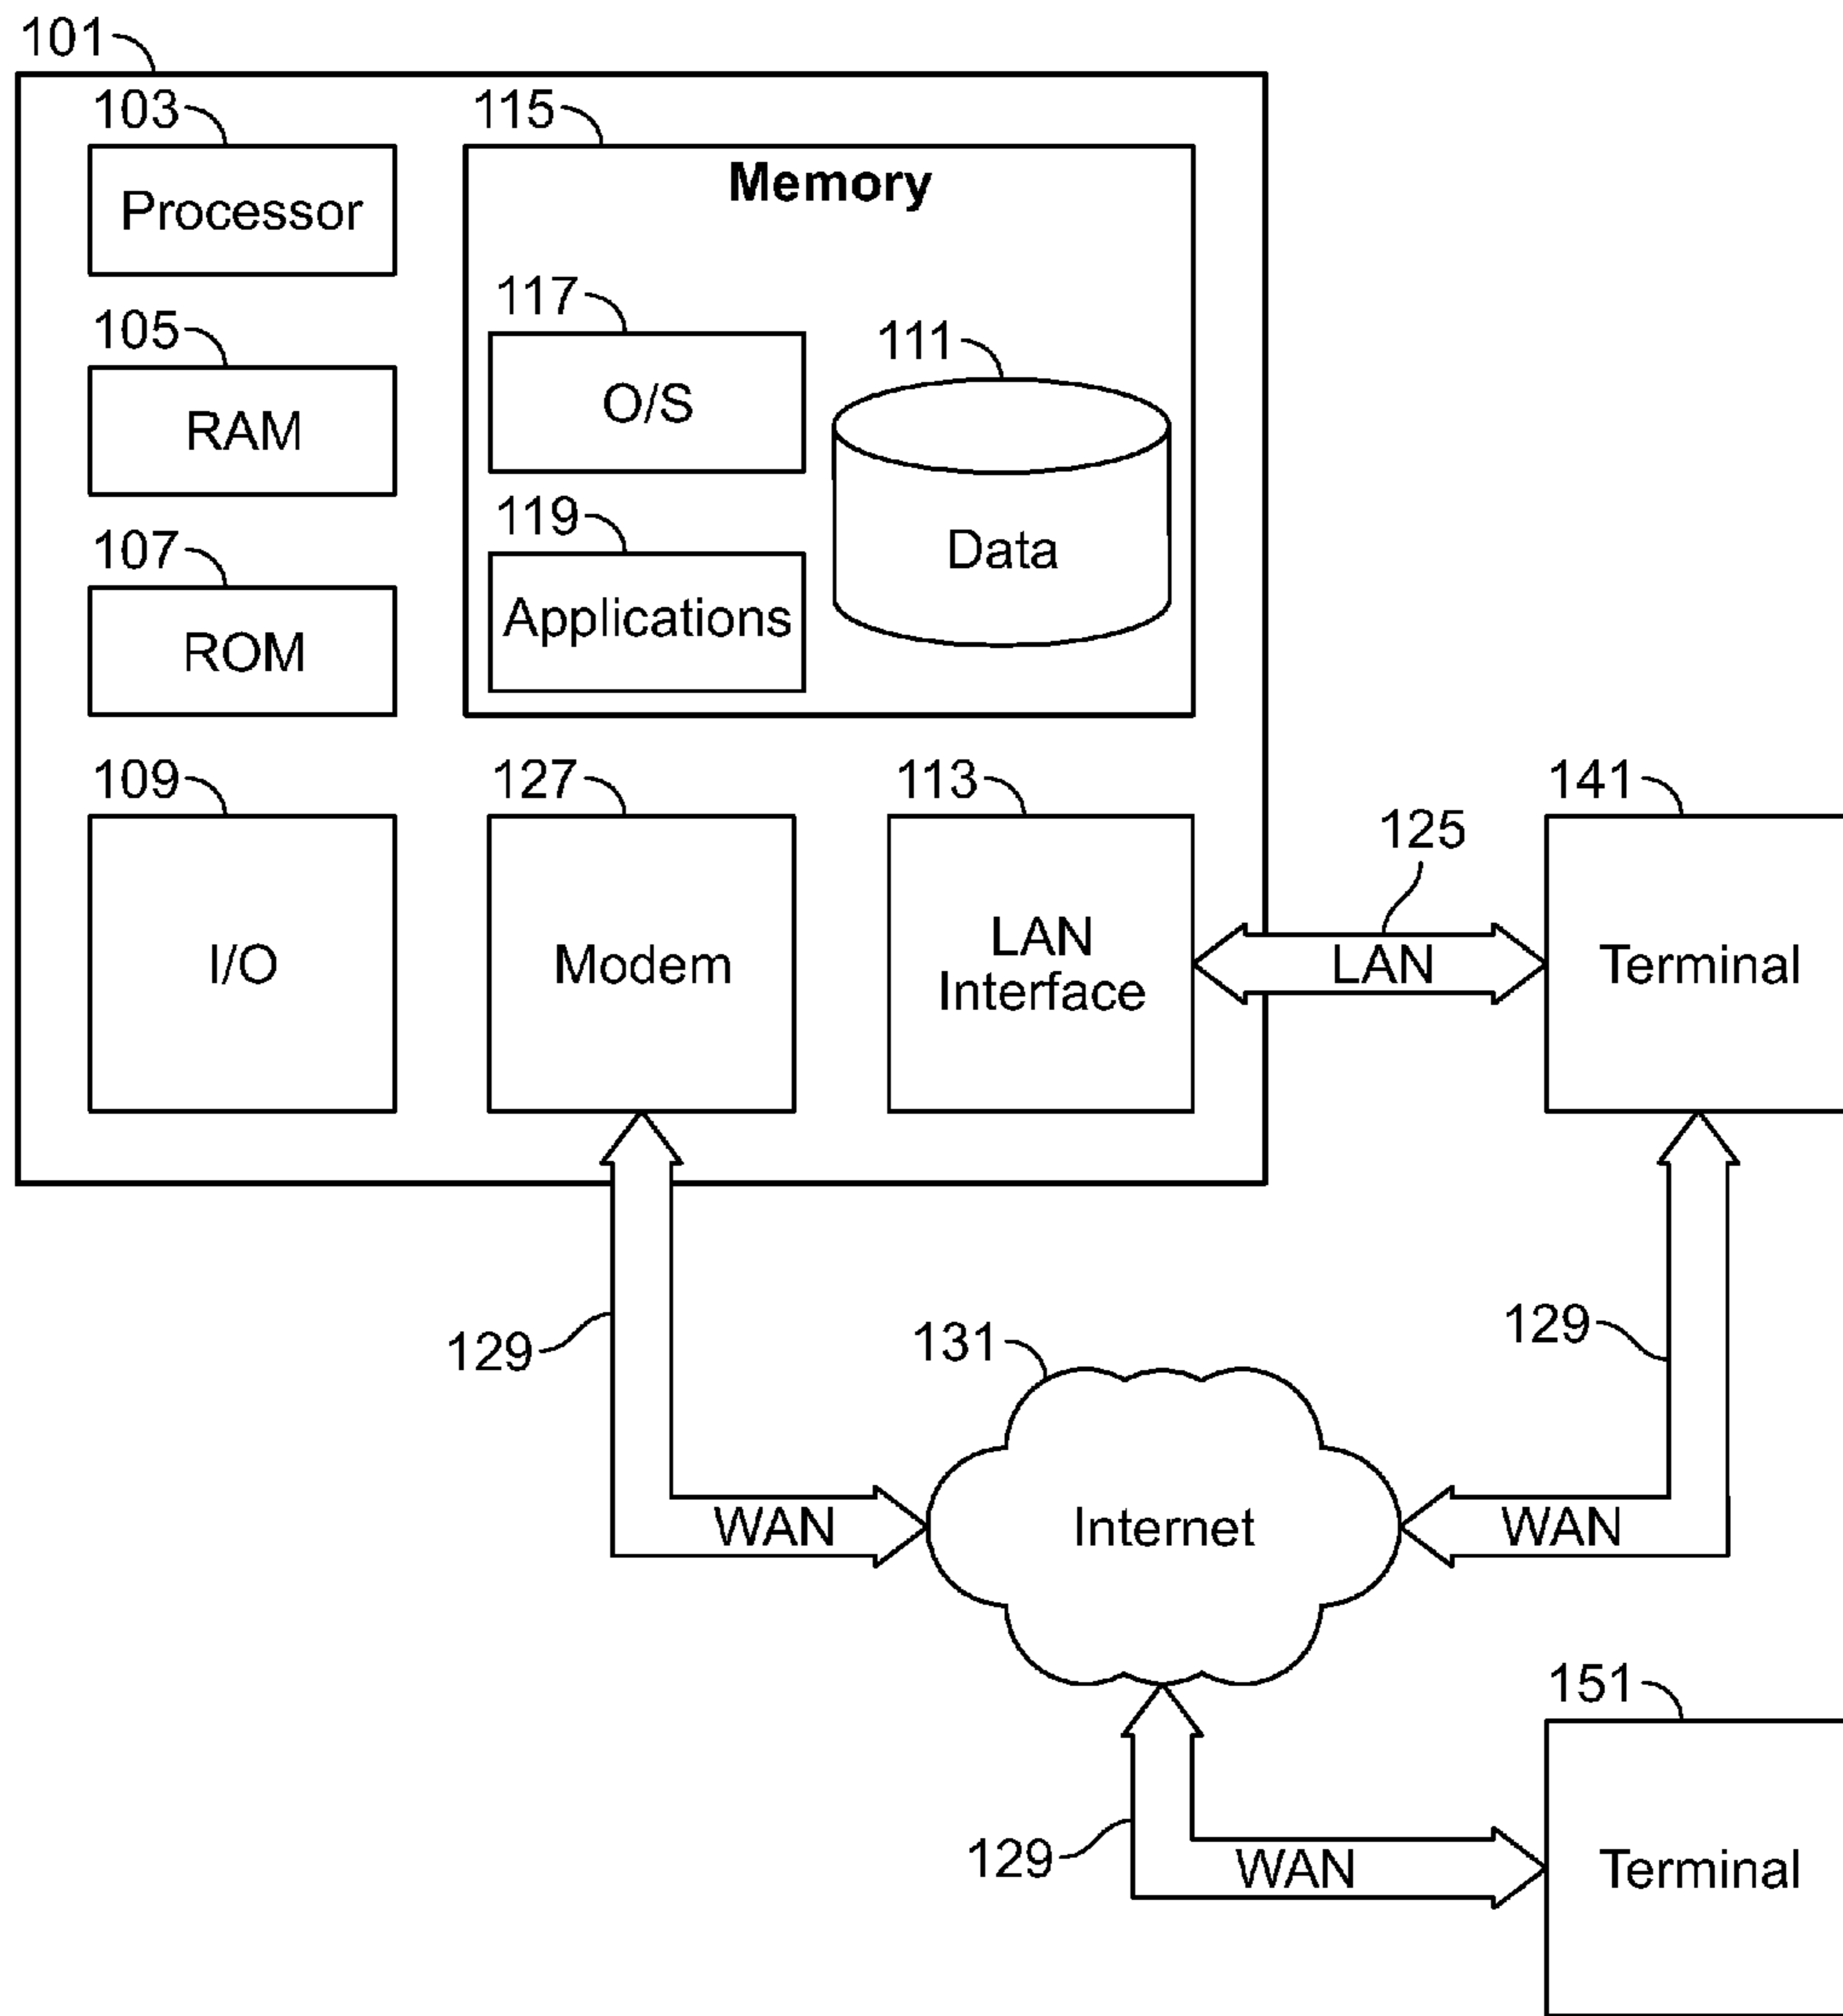 101
103
Processor
115
Memory
105
RAM
117
O/S
111
Data
107
ROM
119
Applications
109
I/O
127
Modem
113
LAN
Interface
125
LAN
141
Terminal
129
WAN
131
Internet
129
WAN
129
WAN
151
Terminal